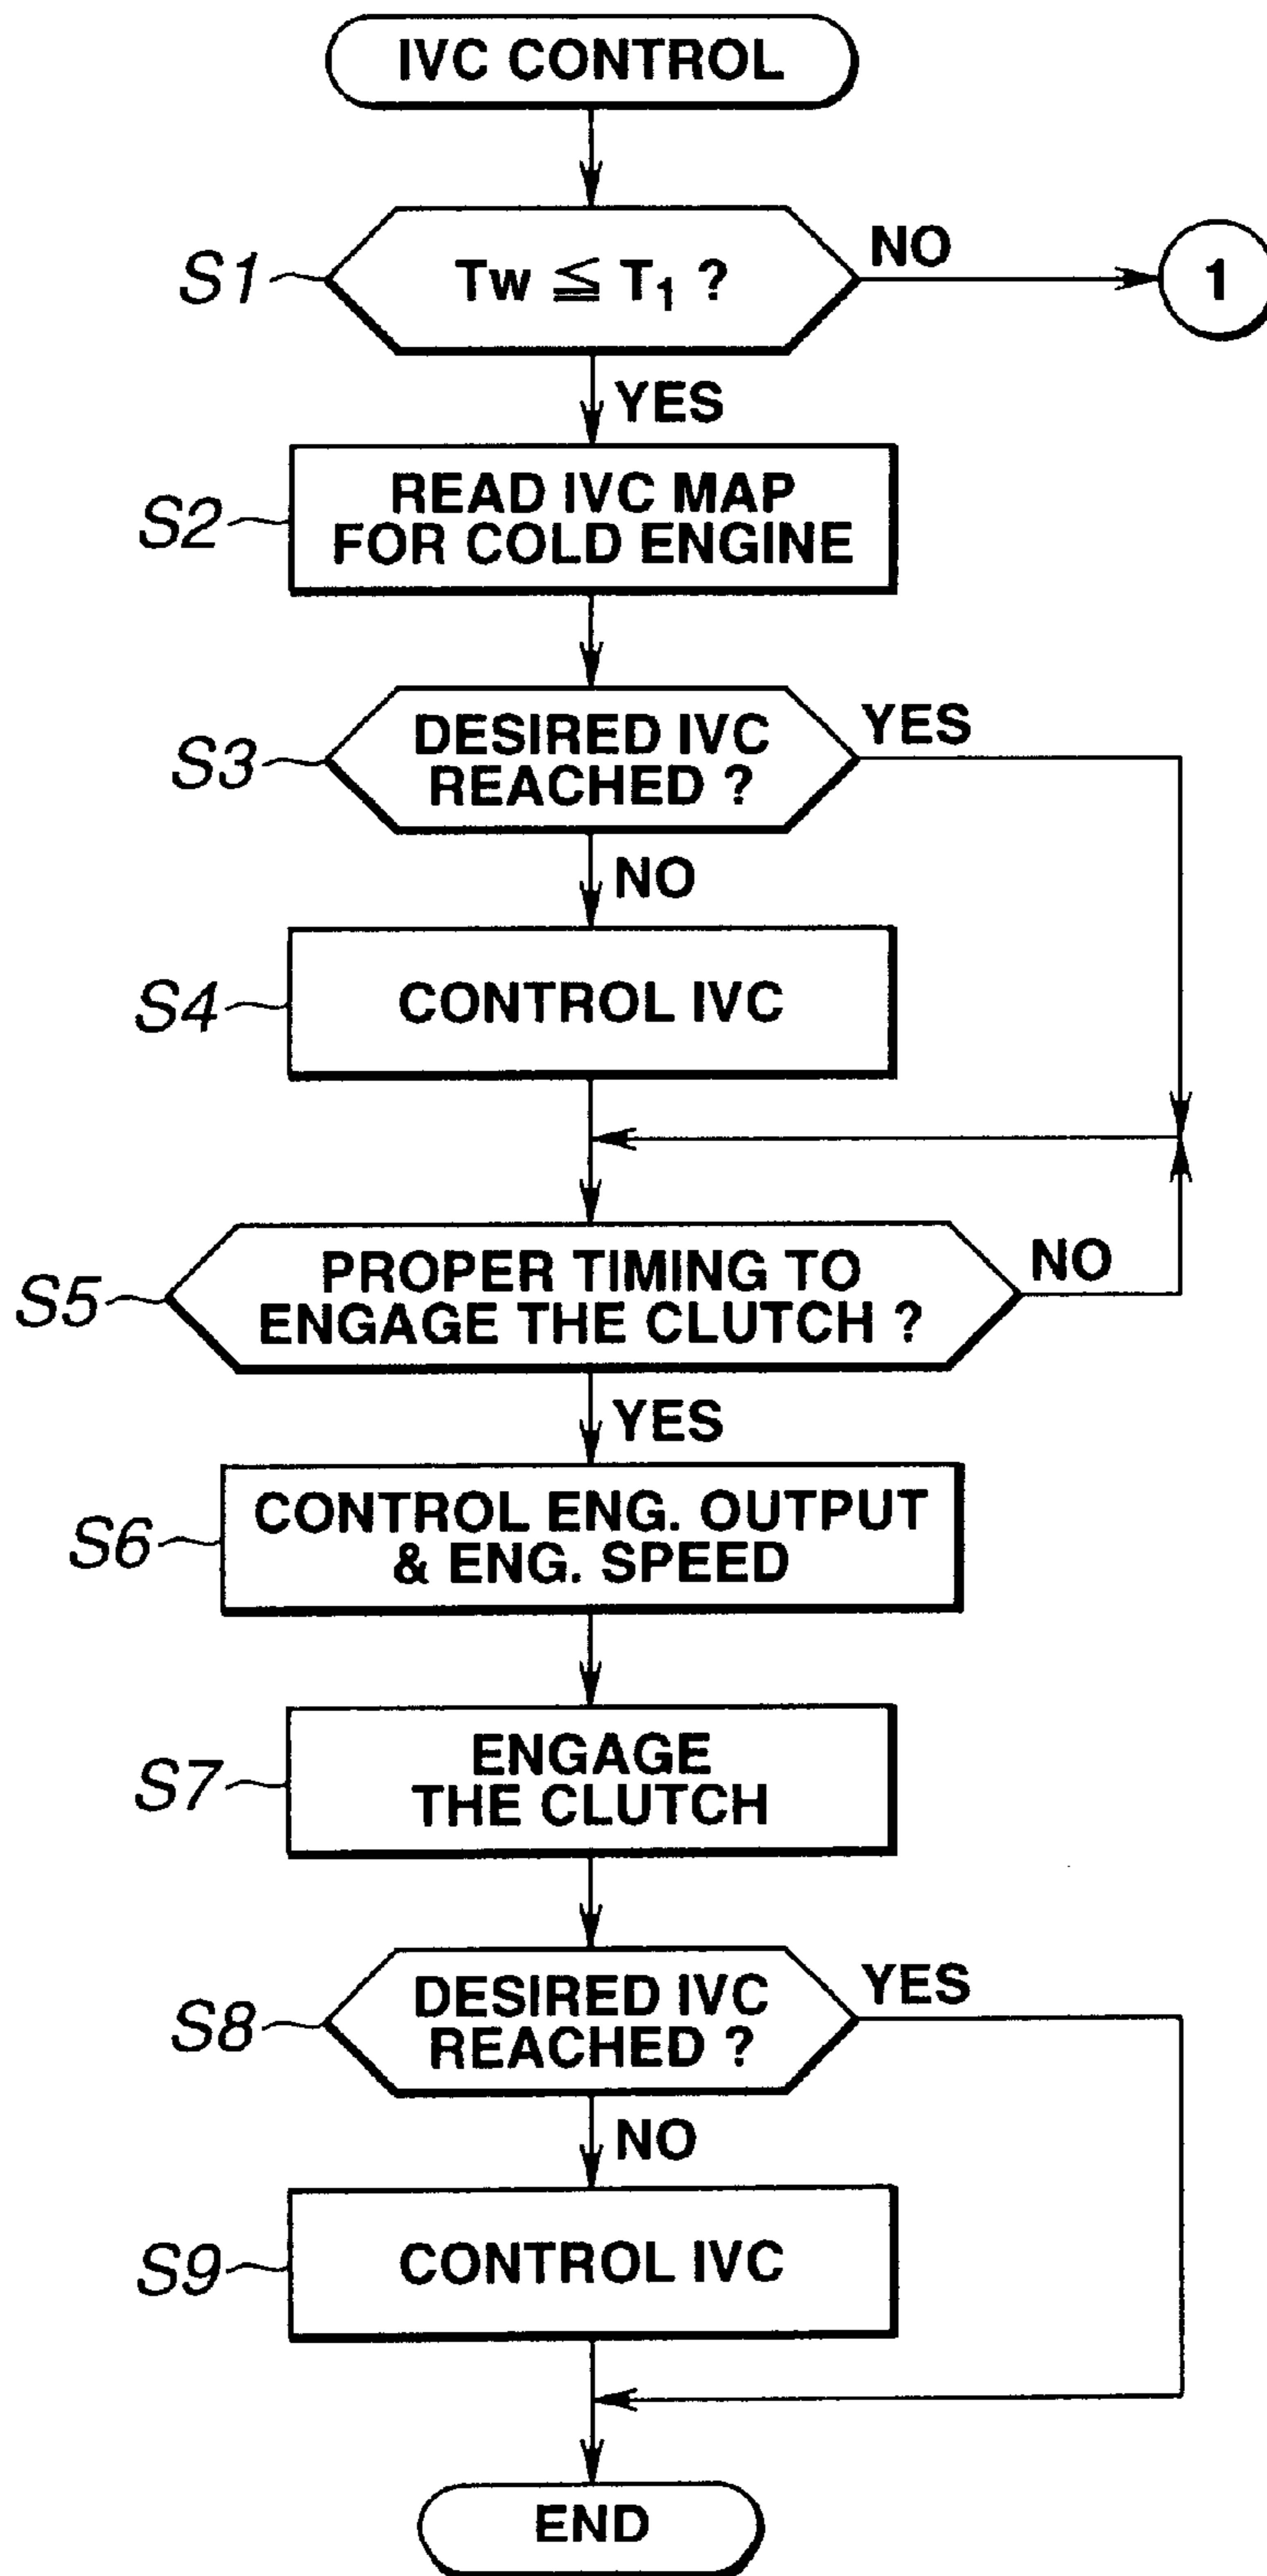 IVC CONTROL
S1
Tw ≦ T₁ ?
NO
1
YES
S2
READ IVC MAP
FOR COLD ENGINE
S3
DESIRED IVC
REACHED ?
YES
NO
S4
CONTROL IVC
S5
PROPER TIMING TO
ENGAGE THE CLUTCH ?
NO
YES
S6
CONTROL ENG. OUTPUT
& ENG. SPEED
S7
ENGAGE
THE CLUTCH
S8
DESIRED IVC
REACHED ?
YES
NO
S9
CONTROL IVC
END